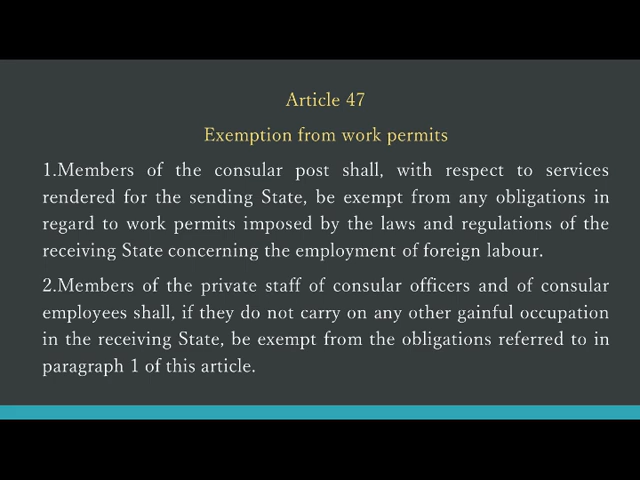 Article 47
Exemption from work permits
1.Members of the consular post shall, with respect to services
rendered for the sending State, be exempt from any obligations in
regard to work permits imposed by the laws and regulations of the
receiving State concerning the employment of foreign labour.
2.Members of the private staff of consular officers and of consular
employees shall, if they do not carry on any other gainful occupation
in the receiving State, be exempt from the obligations referred to in
paragraph 1 of this article.